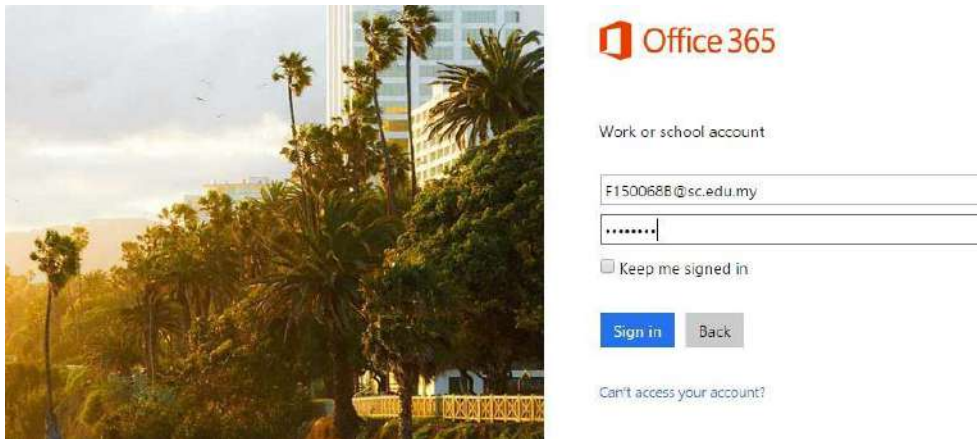 Office 365
Work or school account
F150068B@sc.edu.my
••••••••
Keep me signed in
Sign in Back
Can't access your account?